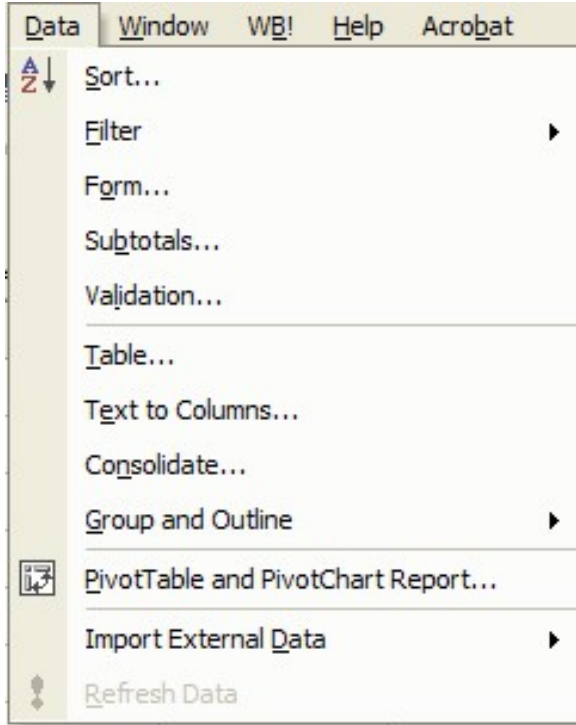 Data Window WB! Help Acrobat
Sort...
Filter
Form...
Subtotals...
Validation...
Table...
Text to Columns...
Consolidate...
Group and Outline
PivotTable and PivotChart Report...
Import External Data
Refresh Data